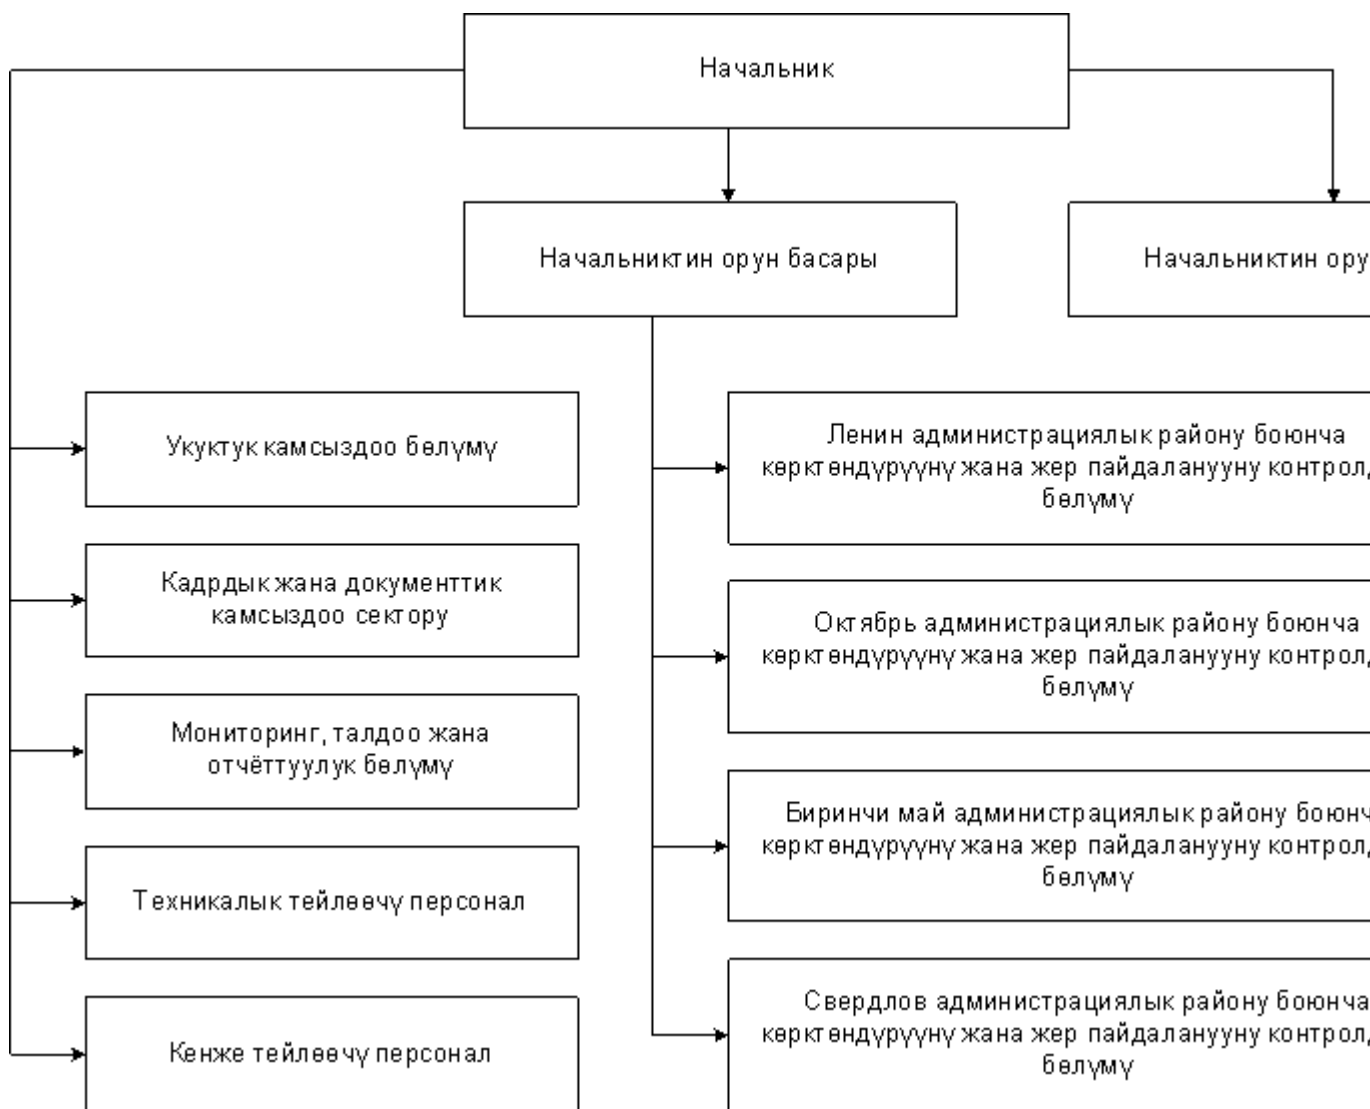 Начальник
Начальниктин орун басары
Начальниктин ору
Укуктук камсыздоо бөлүмү
Кадрдык жана документтик
камсыздоо сектору
Мониторинг, талдоо жана
отчёттуулук бөлүмү
Техникалык тейлөөчү персонал
Кенже тейлөөчү персонал
Ленин административдик району боюнча
көрктөндүрүүнү жана жер пайдаланууну контрол
бөлүмү
Октябрь администрациялык району боюнча
көрктөндүрүүнү жана жер пайдаланууну контрол
бөлүмү
Биринчи май администрациялык району боюнч
көрктөндүрүүнү жана жер пайдаланууну контрол
бөлүмү
Свердлов администрациялык району боюнча
көрктөндүрүүнү жана жер пайдаланууну контрол
бөлүмү